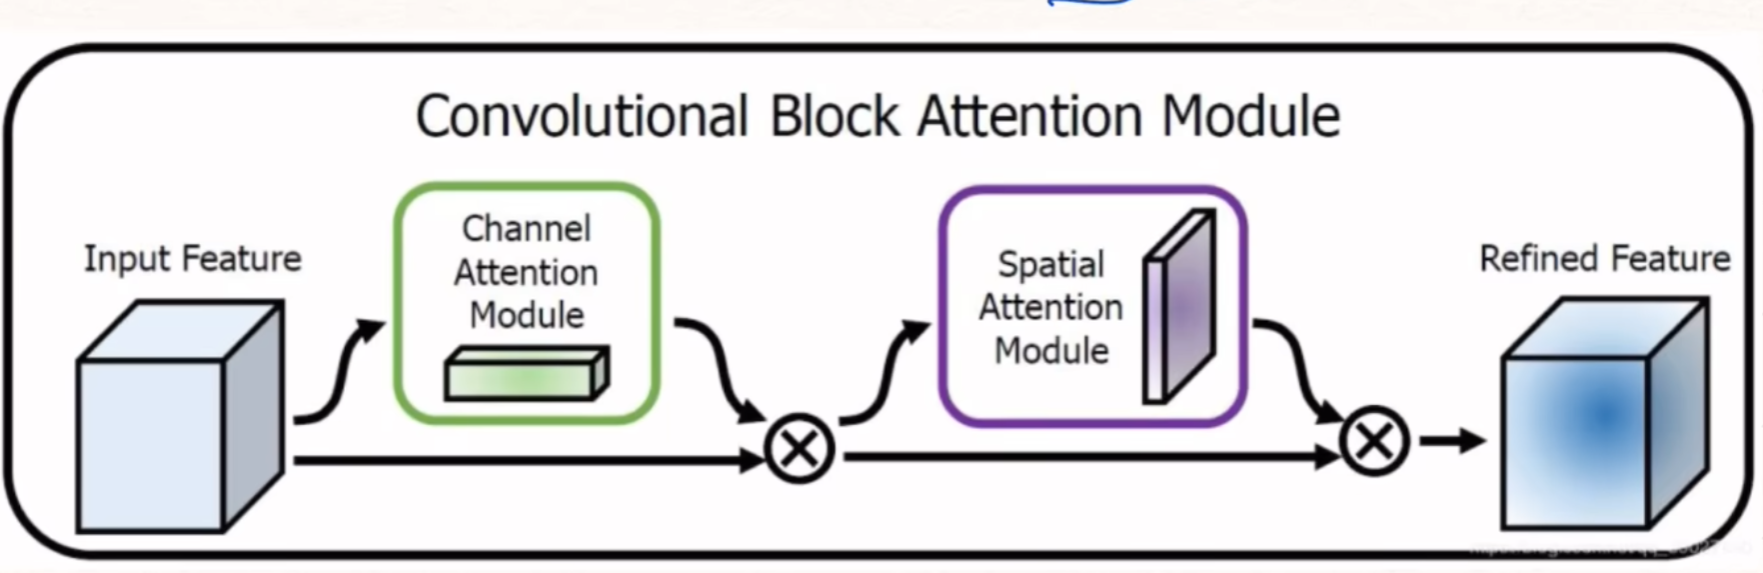 Convolutional Block Attention Module
Input Feature
Channel
Attention
Module
Spatial
Attention
Module
Refined Feature